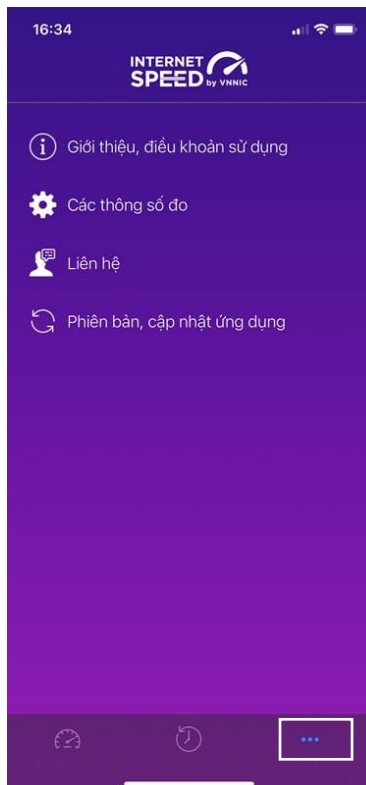 16:34
INTERNET
SPEED by VNNIC
Giới thiệu, điều khoản sử dụng
Các thông số đo
Liên hệ
Phiên bản, cập nhật ứng dụng